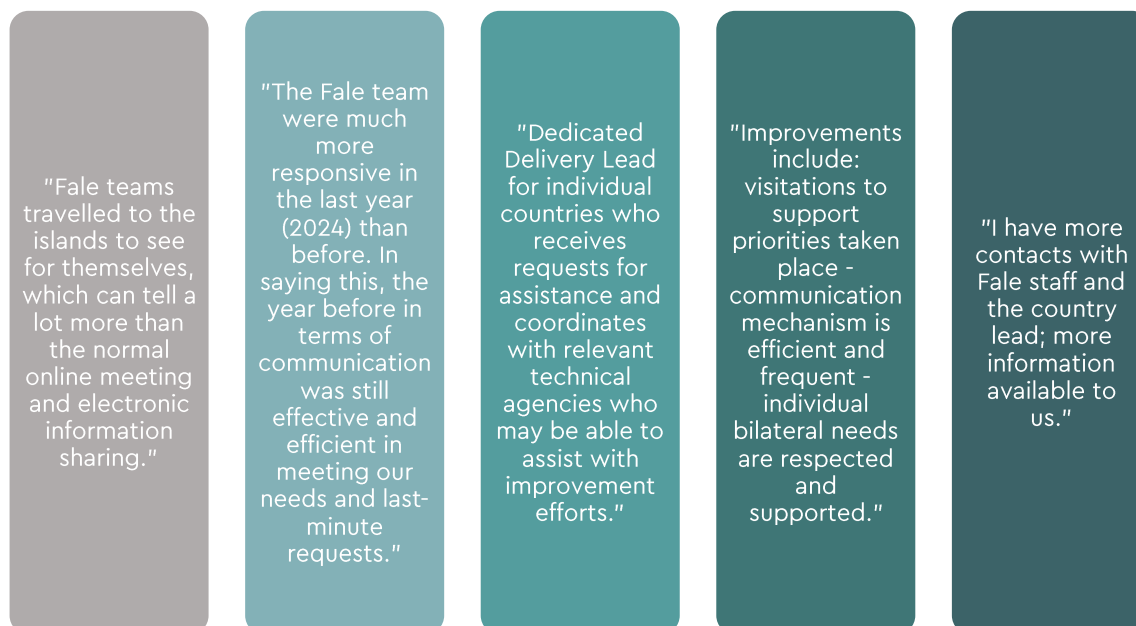 "Fale teams
travelled to the
islands to see
for themselves,
which can tell a
lot more than
the normal
online meeting
and electronic
information
sharing."
"The Fale team
were much
more
responsive in
the last year
(2024) than
before. In
saying this, the
year before in
terms of
communication
was still
effective and
efficient in
meeting our
needs and last-
minute
requests."
"Dedicated
Delivery Lead
for individual
countries who
receives
requests for
assistance and
coordinates
with relevant
technical
agencies who
may be able to
assist with
improvement
efforts."
"Improvements
include:
visitations to
support
priorities taken
place -
communication
mechanism is
efficient and
frequent -
individual
bilateral needs
are respected
and
supported."
"I have more
contacts with
Fale staff and
the country
lead; more
information
available to
us."